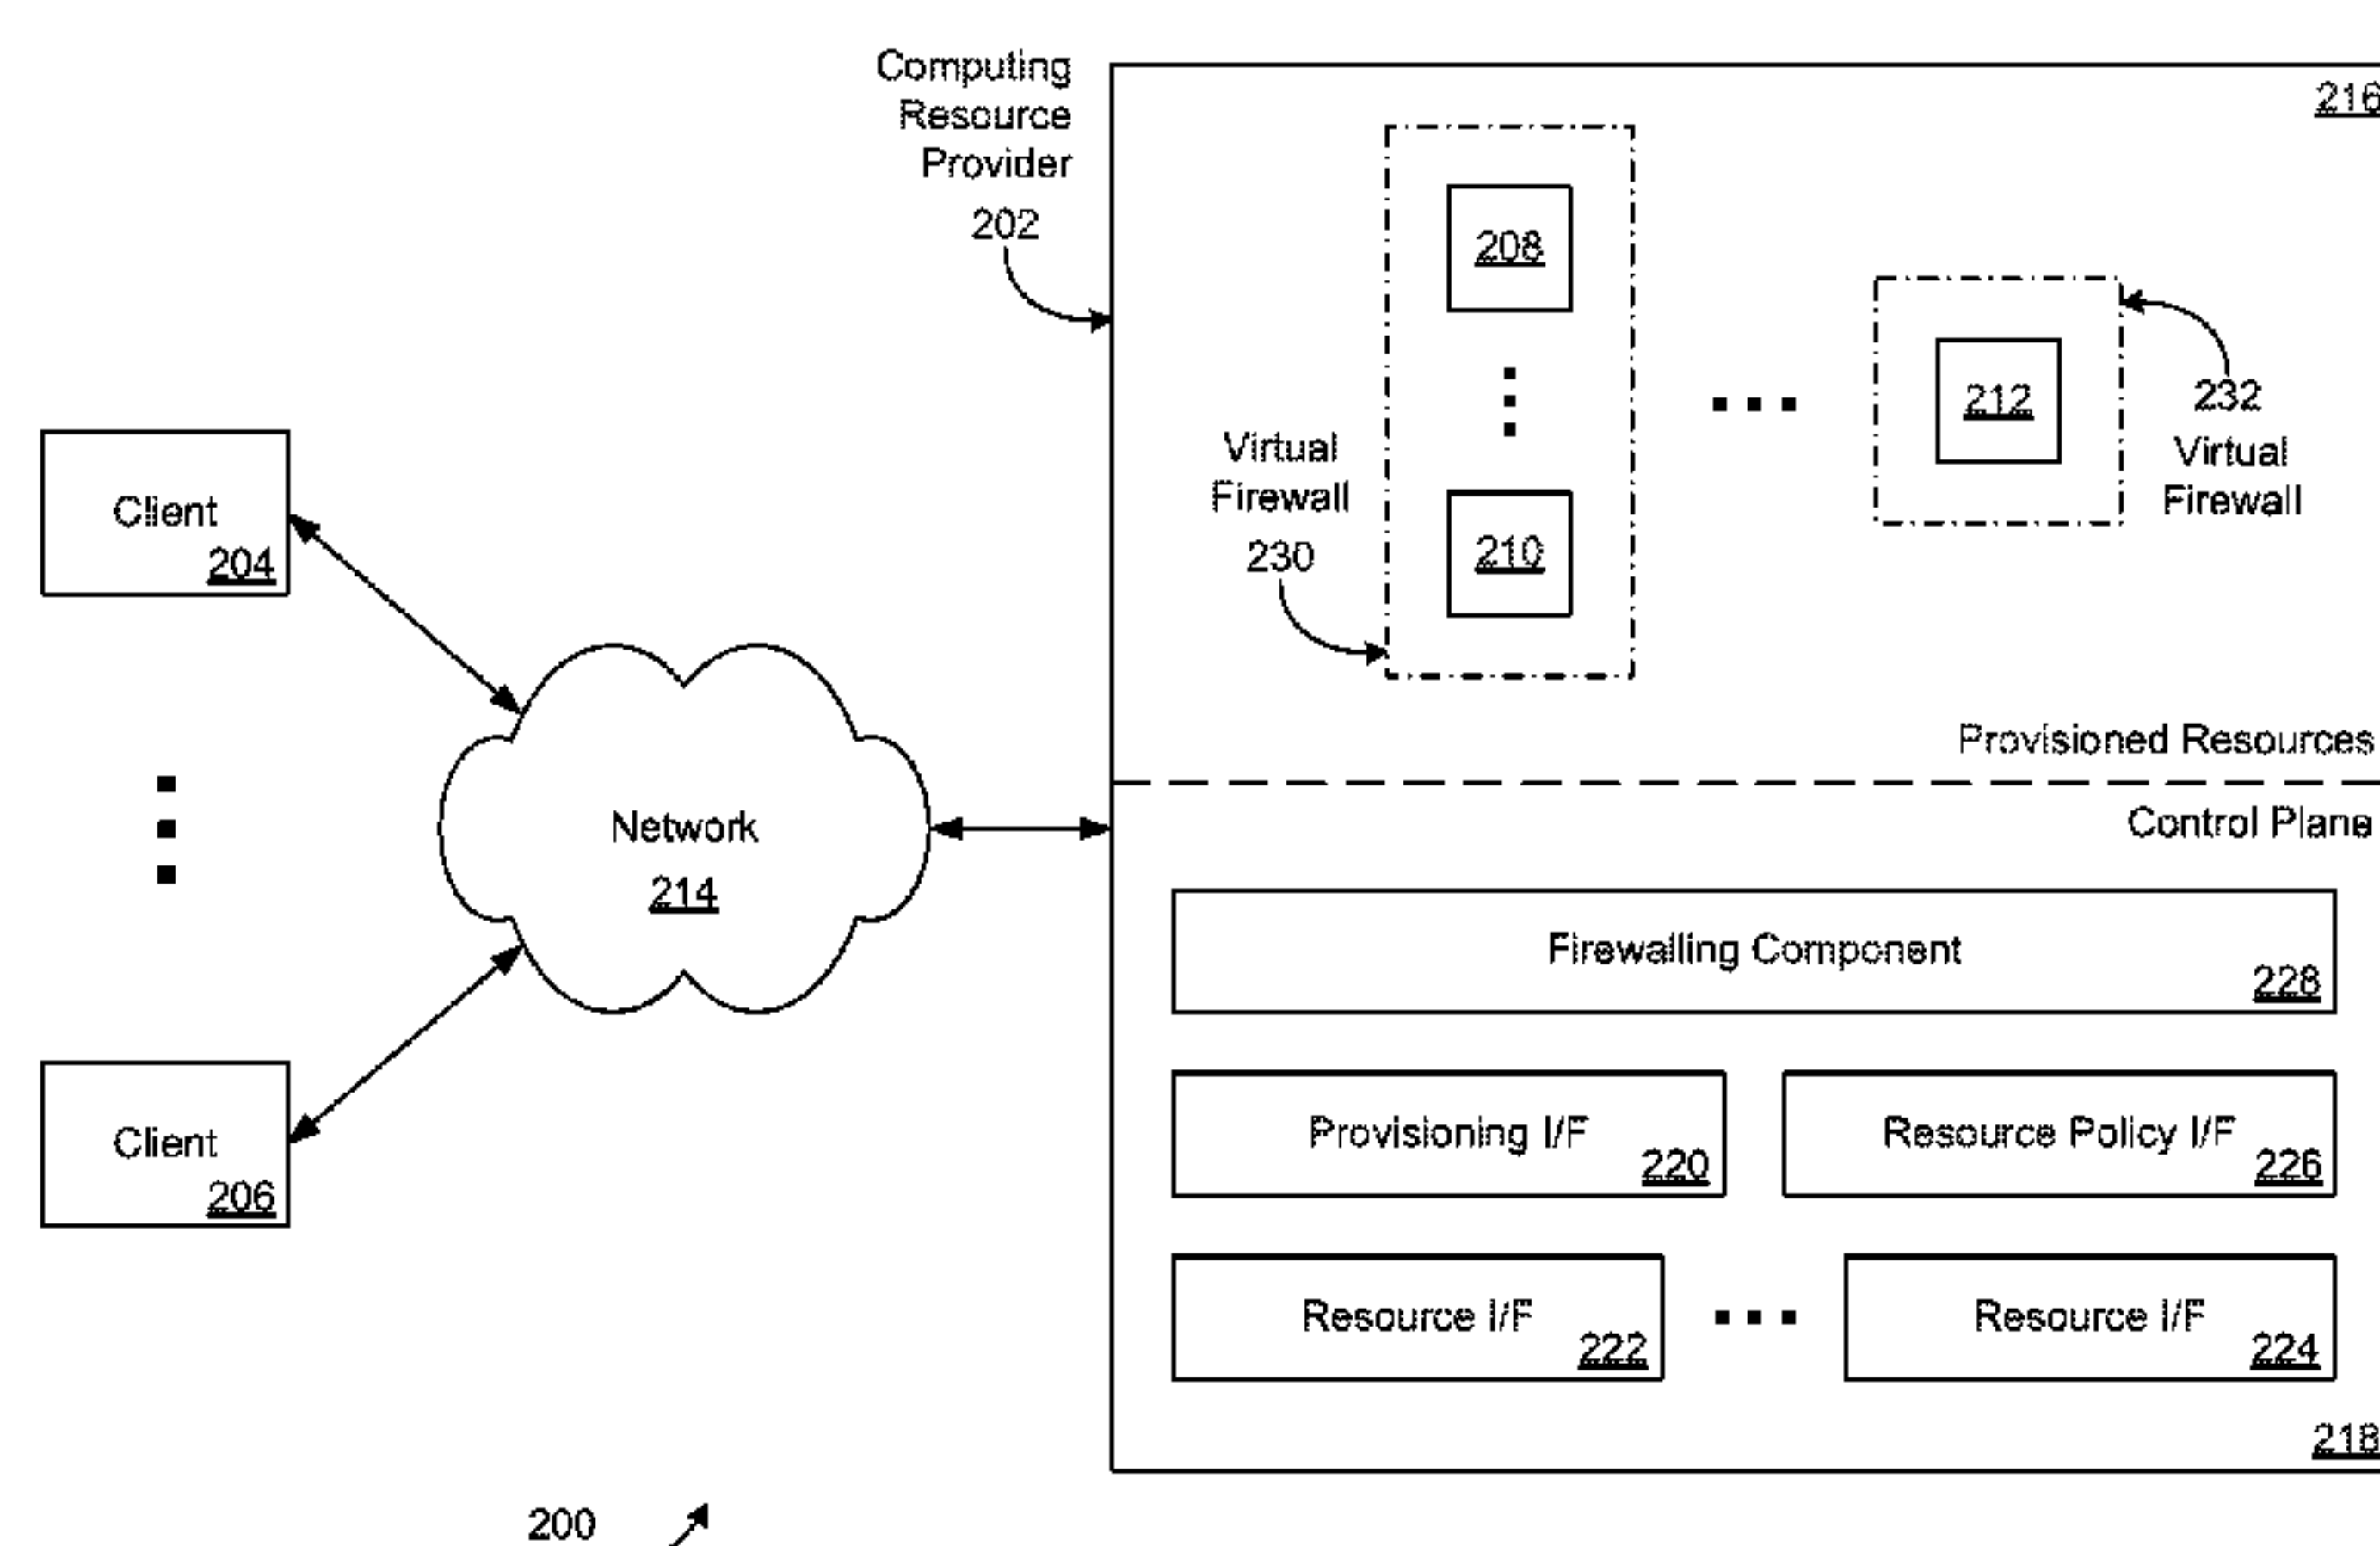 Computing
Resource
Provider
202
216
208
Virtual
Firewall
230
210
212
232
Virtual
Firewall
Client
204
Provisioned Resources
Control Plane
Network
214
Firewalling Component
228
Client
206
Provisioning I/F
220
Resource Policy I/F
226
Resource I/F
222
Resource I/F
224
218
200